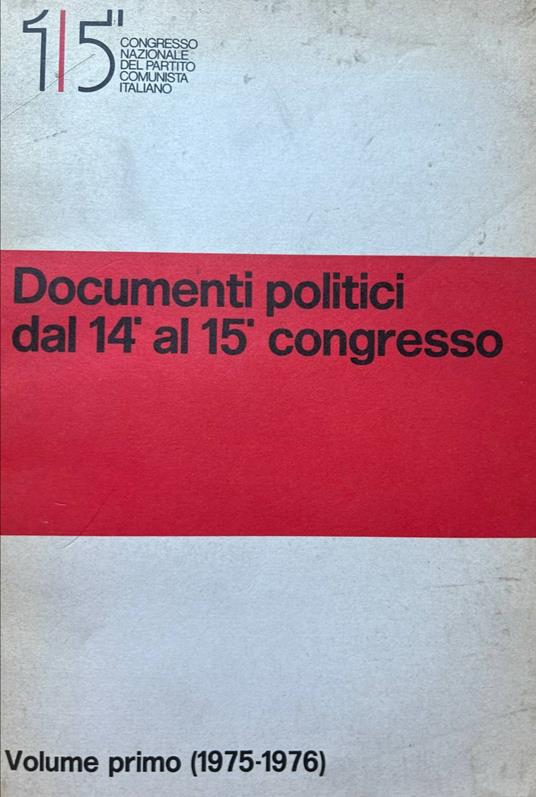 15°
CONGRESSO
NAZIONALE
DEL PARTITO
COMUNISTA
ITALIANO
Documenti politici
dal 14° al 15° congresso
Volume primo (1975-1976)